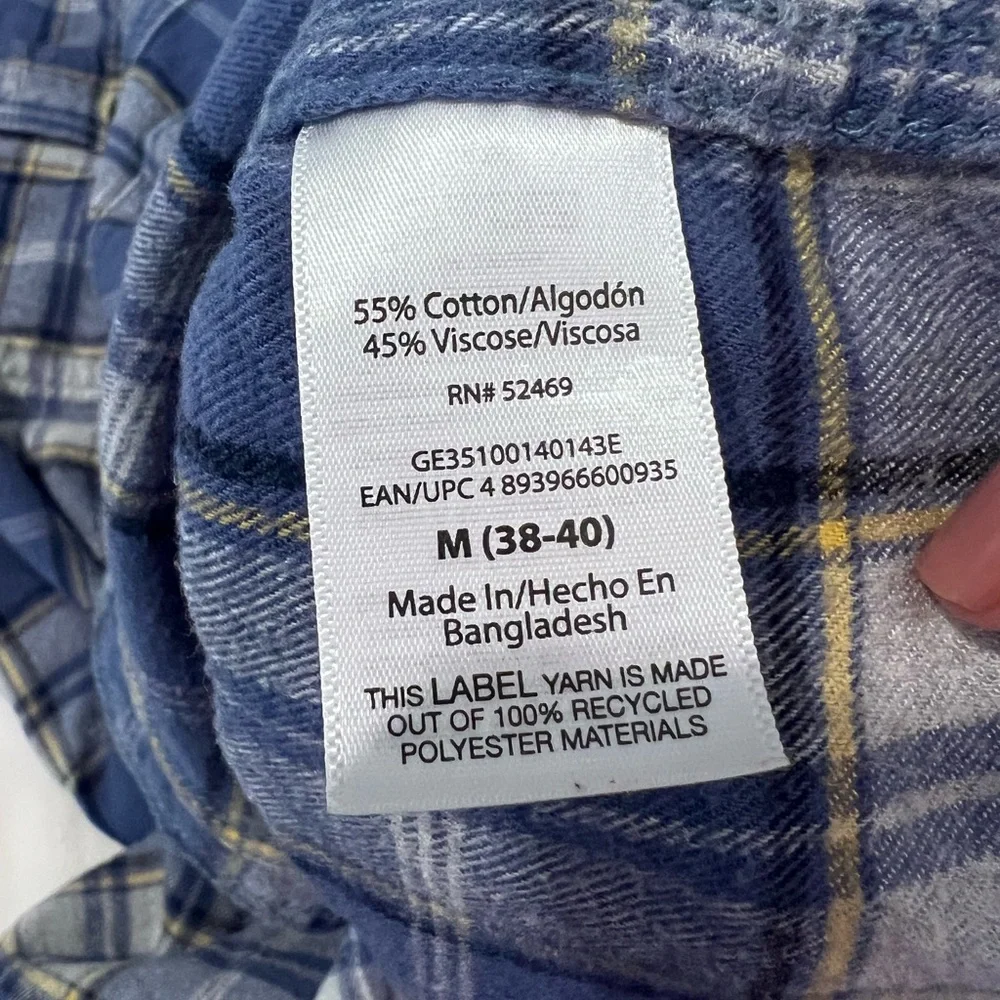 55% Cotton/Algodón
45% Viscose/Viscosa
RN# 52469
GE35100140143E
EAN/UPC 4 893966600935
M (38-40)
Made In/Hecho En
Bangladesh
THIS LABEL YARN IS MADE
OUT OF 100% RECYCLED
POLYESTER MATERIALS